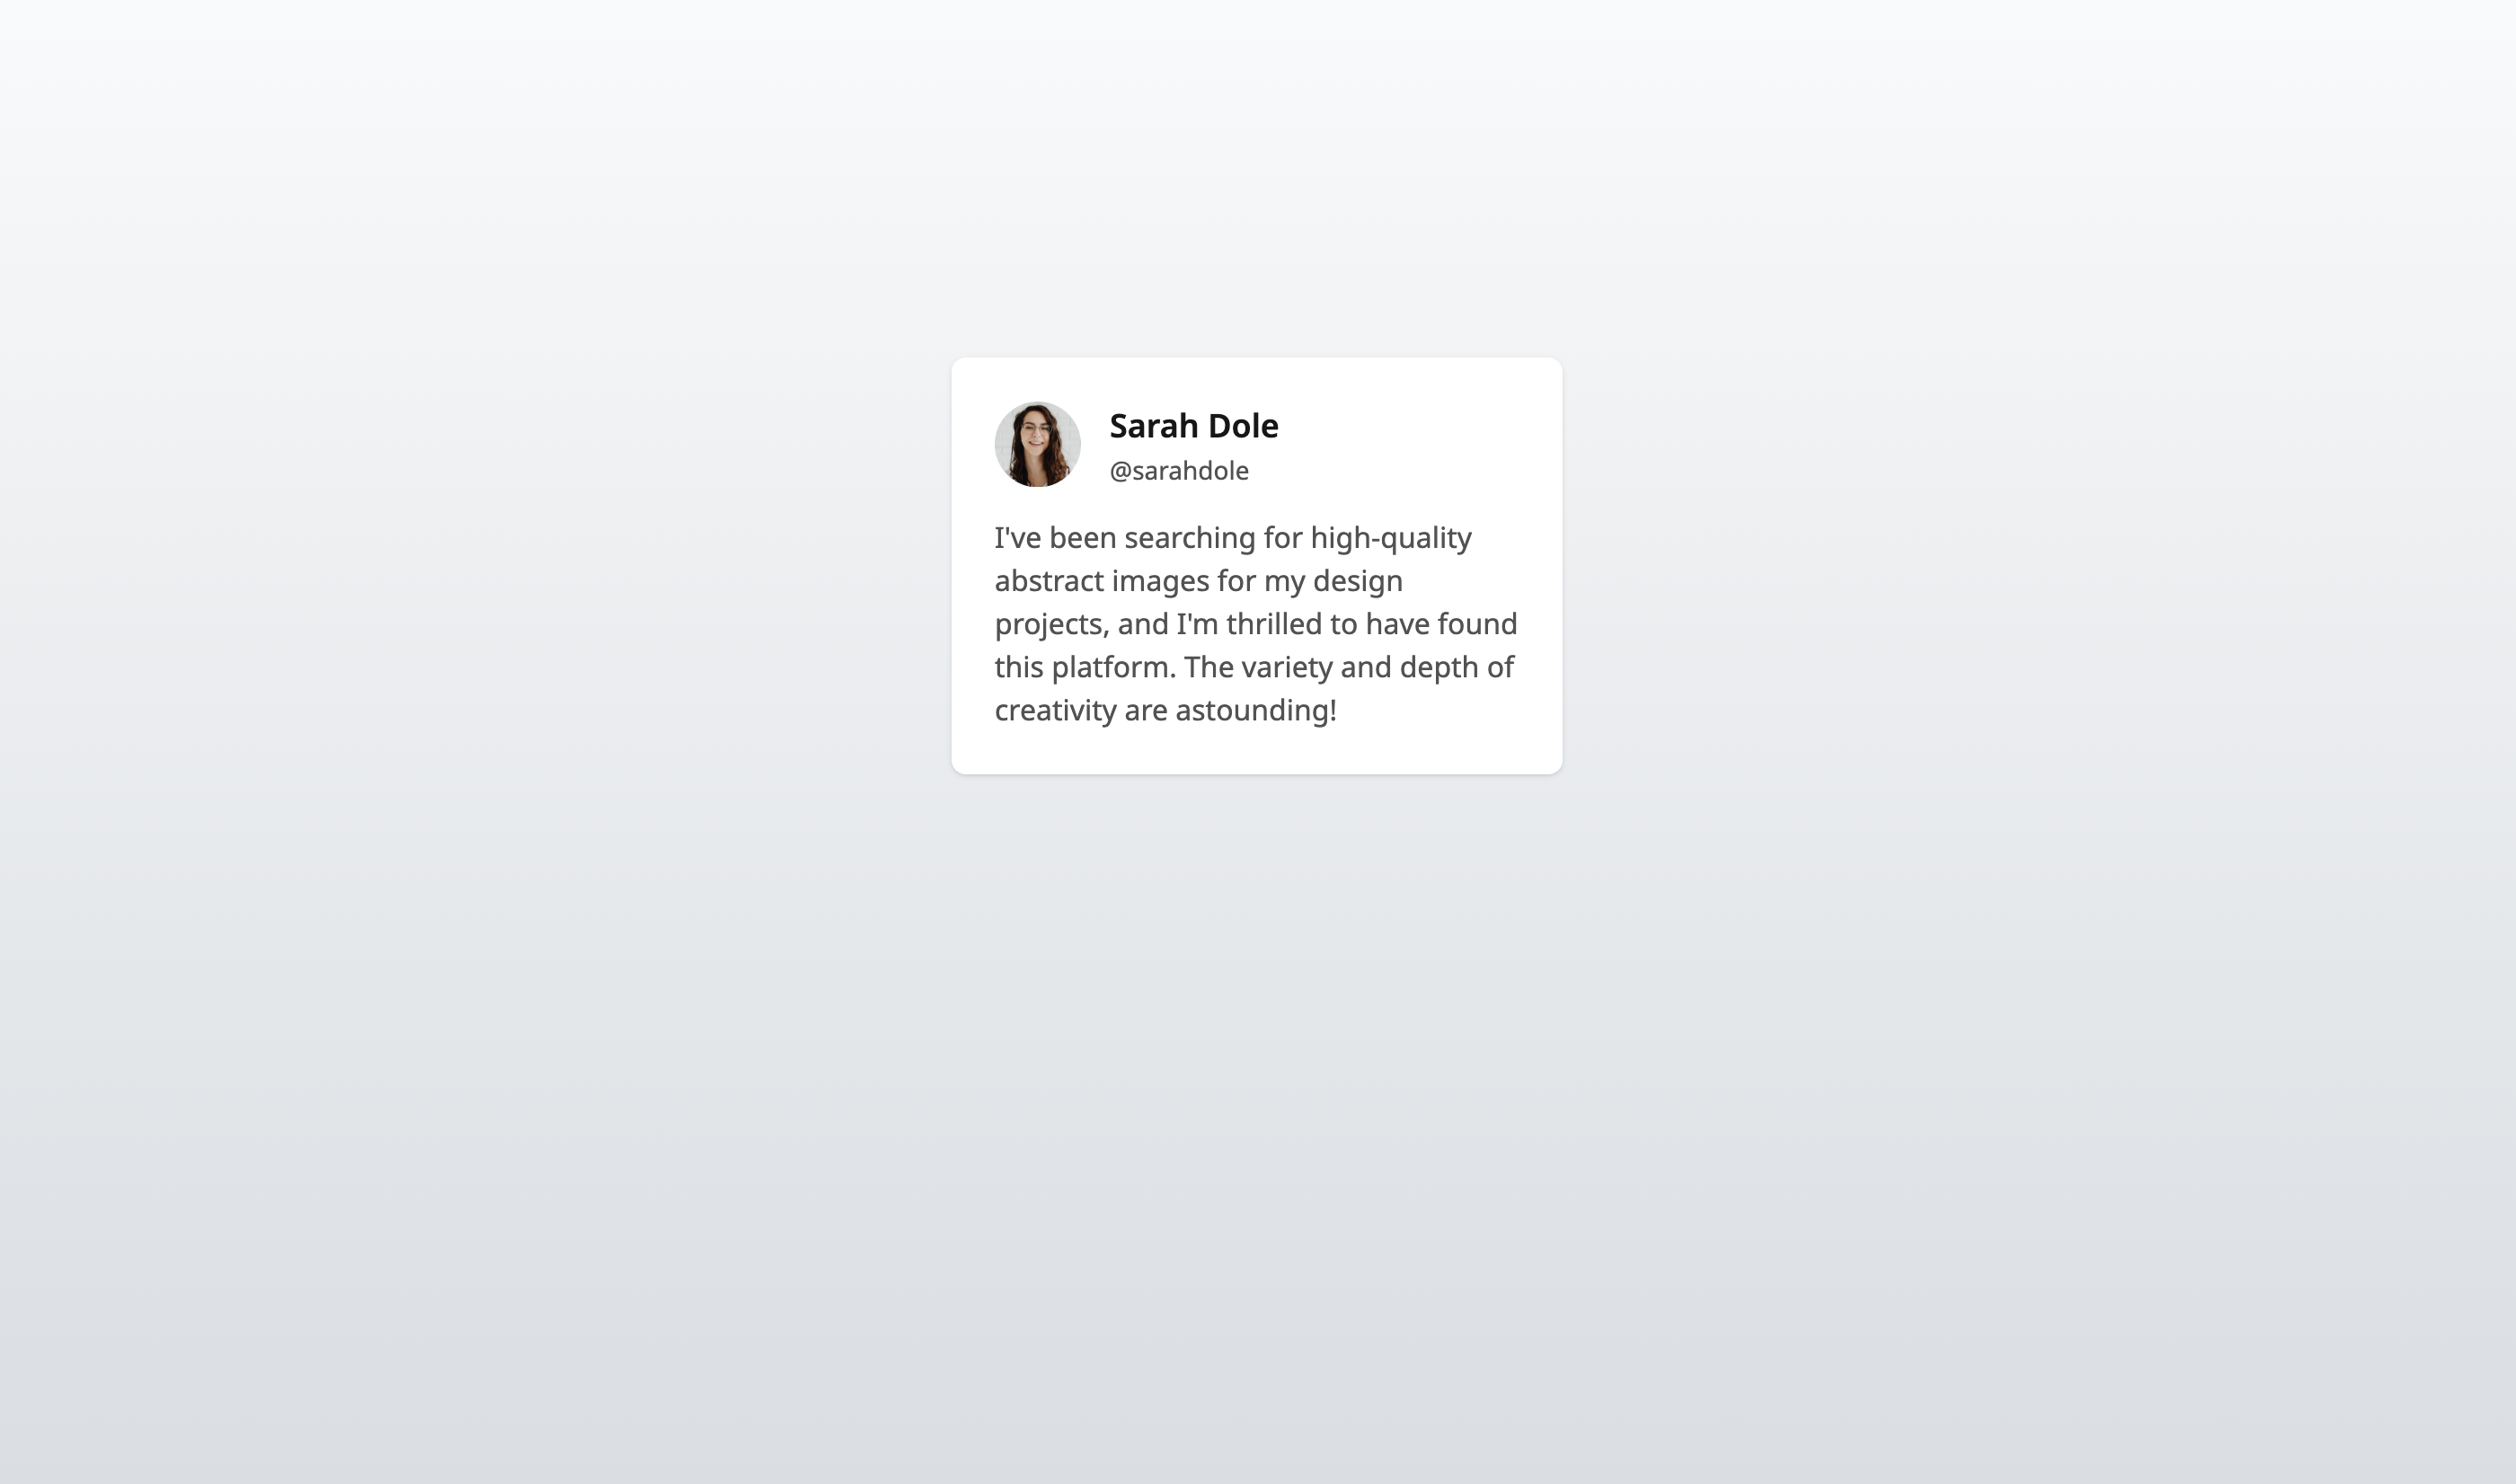 Sarah Dole
@sarahdole
I've been searching for high-quality
abstract images for my design
projects, and I'm thrilled to have found
this platform. The variety and depth of
creativity are astounding!